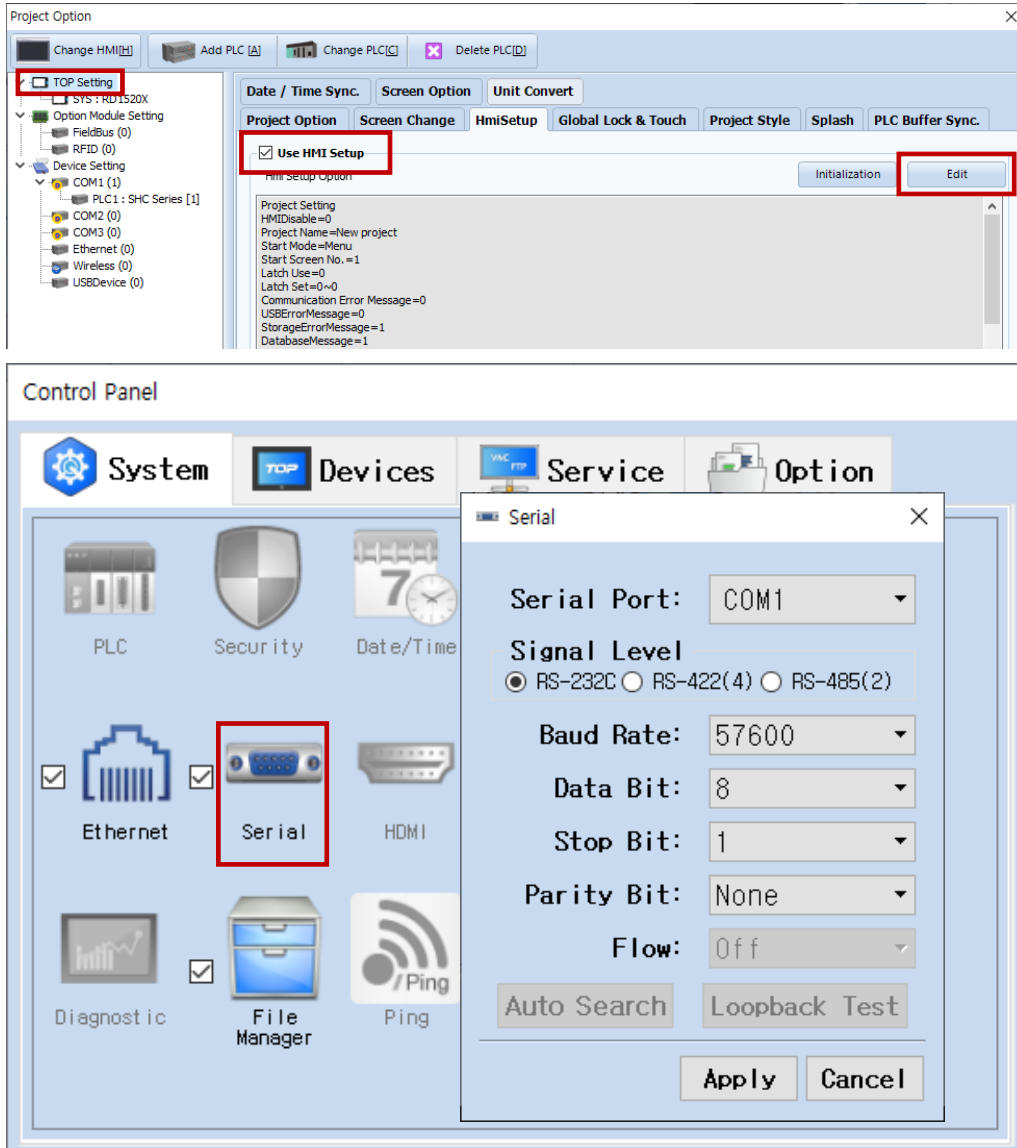 Project Option
Change HMI[H] Add PLC [A] Change PLC[C] Delete PLC[D]
TOP Setting
SYS : RD1520X
Option Module Setting
FieldBus (0)
RFID (0)
Device Setting
COM1 (1)
PLC1 : SHC Series [1]
COM2 (0)
COM3 (0)
Ethernet (0)
Wireless (0)
USBDevice (0)
Date / Time Sync. Screen Option Unit Convert
Project Option Screen Change HmiSetup Global Lock & Touch Project Style Splash PLC Buffer Sync.
Use HMI Setup
Hmi Setup Option
Initialization Edit
Project Setting
HMIDisable=0
Project Name=New project
Start Mode=Menu
Start Screen No.=1
Latch Use=0
Latch Set=0~0
Communication Error Message=0
USBErrorMessage=0
StorageErrorMessage=1
DatabaseMessage=1
Control Panel
System Devices Service Option
TOP
VNC FTP
PLC Security Date/Time
7
Ethernet Serial HDMI
Diagnostic File Manager Ping
/Ping
Serial
Serial Port: COM1
Signal Level
RS-232C RS-422(4) RS-485(2)
Baud Rate: 57600
Data Bit: 8
Stop Bit: 1
Parity Bit: None
Flow: Off
Auto Search Loopback Test
Apply Cancel